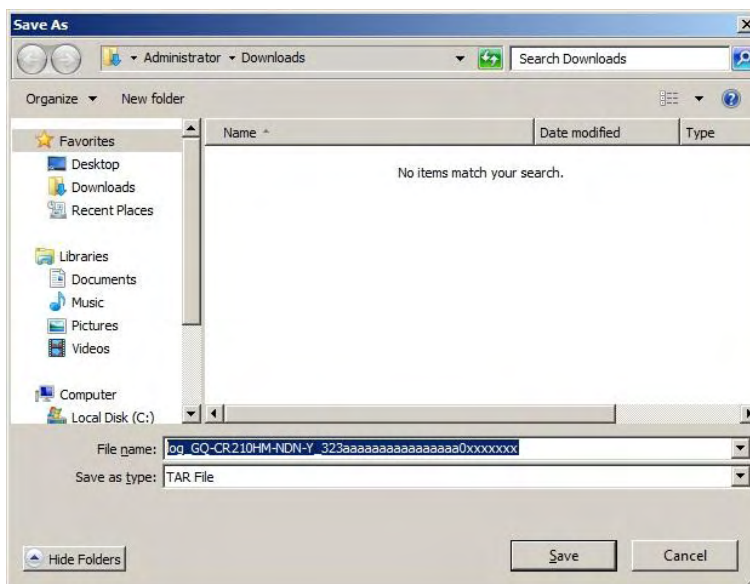 Save As
Administrator Downloads
Search Downloads
Organize New folder
Name Date modified Type
No items match your search.
Favorites
Desktop
Downloads
Recent Places
Libraries
Documents
Music
Pictures
Videos
Computer
Local Disk (C:)
File name: log_GQ-CR210HM-NDN-Y_323aaaaaaaaaaaaaaaa0xxxxxxx
Save as type: TAR File
Hide Folders Save Cancel